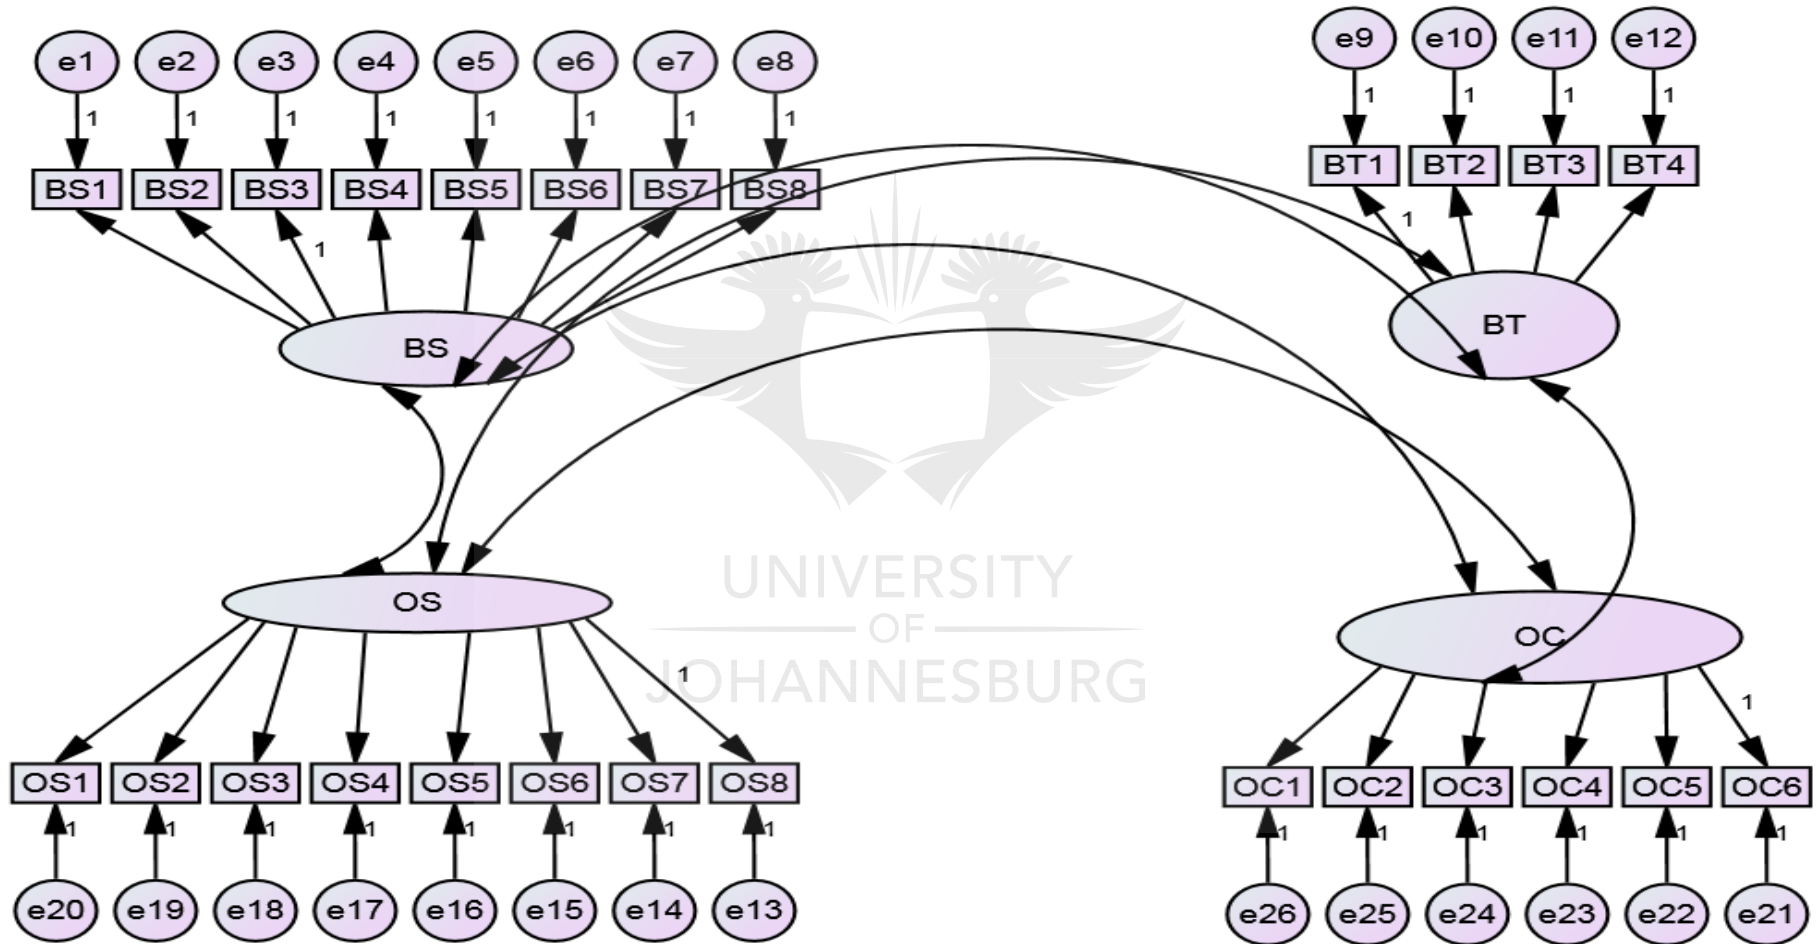 e1 e2 e3 e4 e5 e6 e7 e8
e9 e10 e11 e12
1 1 1 1 1 1 1 1
1 1 1 1
BS1 BS2 BS3 BS4 BS5 BS6 BS7 BS8
BT1 BT2 BT3 BT4
1
1
BS
BT
UNIVERSITY
OF
JOHANNESBURG
OS
OC
1
1
OS1 OS2 OS3 OS4 OS5 OS6 OS7 OS8
OC1 OC2 OC3 OC4 OC5 OC6
1 1 1 1 1 1 1 1
1 1 1 1 1 1
e20 e19 e18 e17 e16 e15 e14 e13
e26 e25 e24 e23 e22 e21